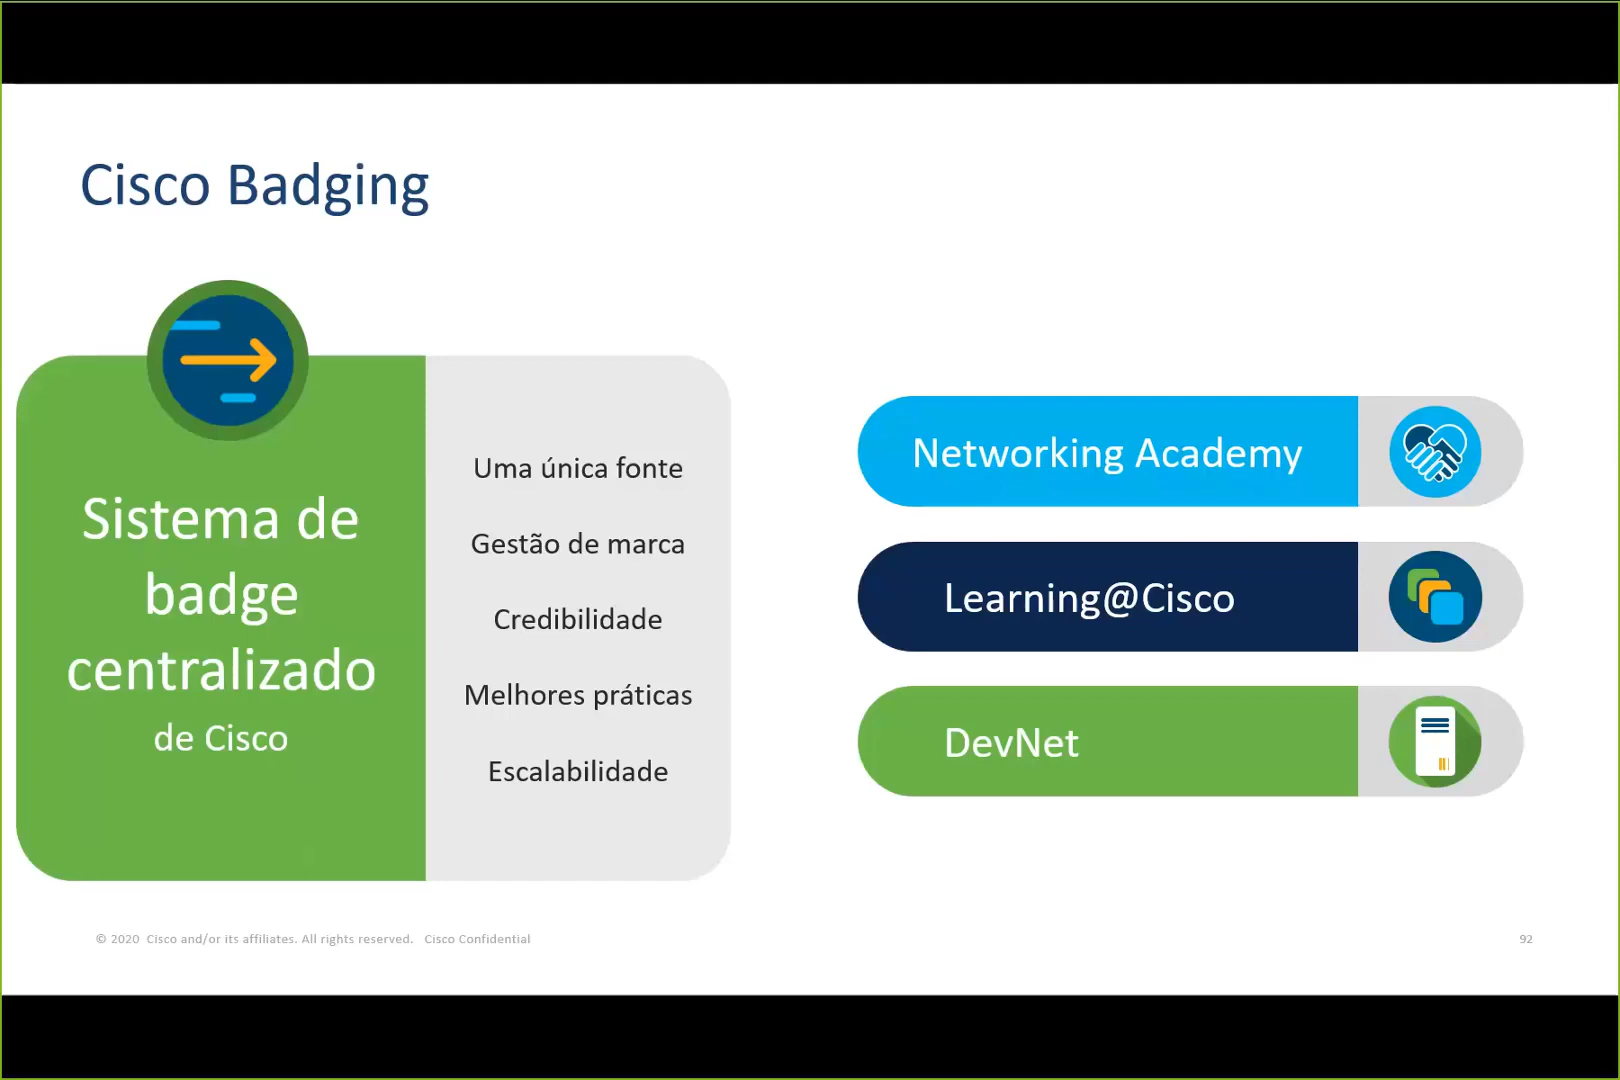 Cisco Badging
Sistema de
badge
centralizado
de Cisco
Uma única fonte
Gestão de marca
Credibilidade
Melhores práticas
Escalabilidade
Networking Academy
Learning@Cisco
DevNet
© 2020 Cisco and/or its affiliates. All rights reserved. Cisco Confidential
92